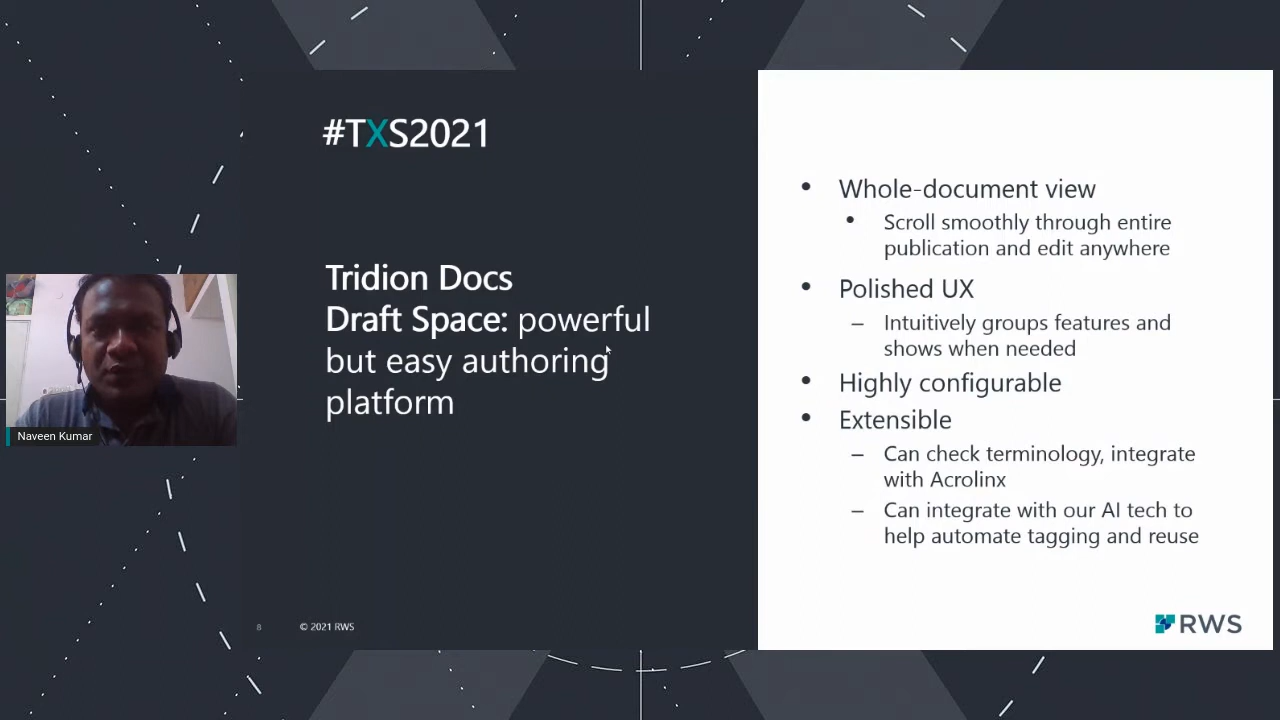 #TXS2021
Tridion Docs
Draft Space: powerful
but easy authoring
platform
Naveen Kumar
8
© 2021 RWS
• Whole-document view
• Scroll smoothly through entire
publication and edit anywhere
• Polished UX
– Intuitively groups features and
shows when needed
• Highly configurable
• Extensible
– Can check terminology, integrate
with Acrolinx
– Can integrate with our AI tech to
help automate tagging and reuse
RWS